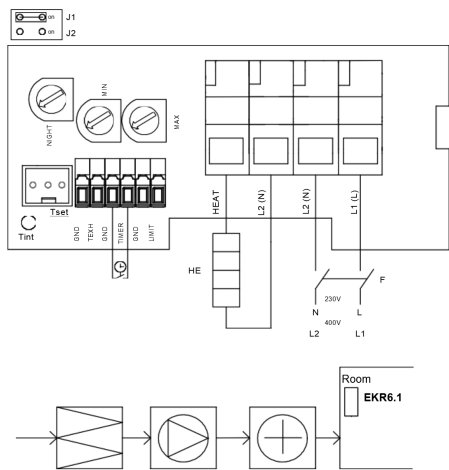 on J1
on J2
NIGHT
MIN
MAX
Tset
Tint
GND
TEXH
GND
TIMER
GND
LIMIT
HEAT
L2 (N)
L2 (N)
L1 (L)
HE
F
230V
N L
400V
L2 L1
Room
EKR6.1